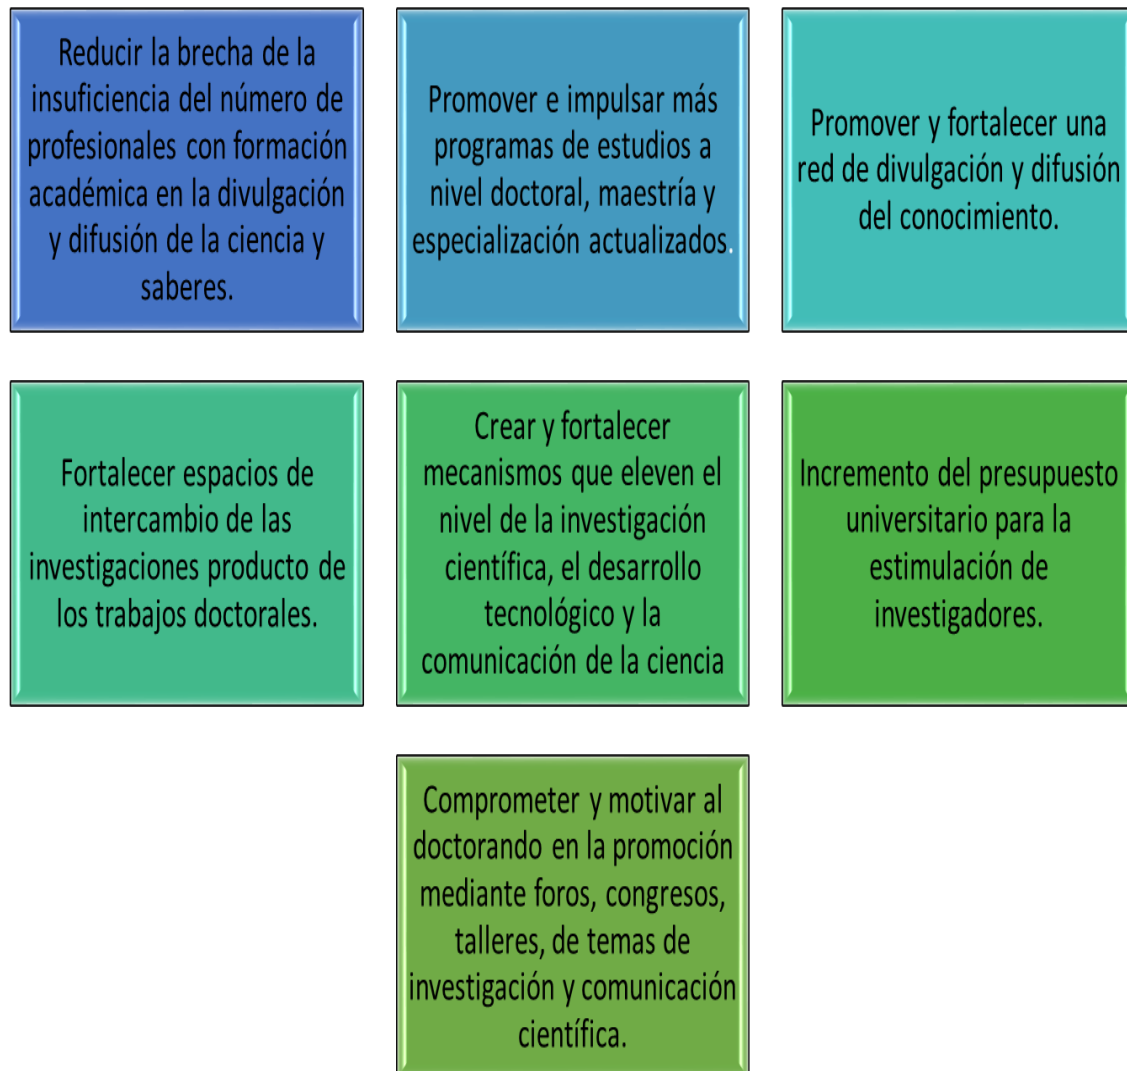 Reducir la brecha de la
insuficiencia del número de
profesionales con formación
académica en la divulgación
y difusión de la ciencia y
saberes.
Promover e impulsar más
programas de estudios a
nivel doctoral, maestría y
especialización actualizados.
Promover y fortalecer una
red de divulgación y difusión
del conocimiento.
Fortalecer espacios de
intercambio de las
investigaciones producto de
los trabajos doctorales.
Crear y fortalecer
mecanismos que eleven el
nivel de la investigación
científica, el desarrollo
tecnológico y la
comunicación de la ciencia
Incremento del presupuesto
universitario para la
estimulación de
investigadores.
Comprometer y motivar al
doctorando en la promoción
mediante foros, congresos,
talleres, de temas de
investigación y comunicación
científica.